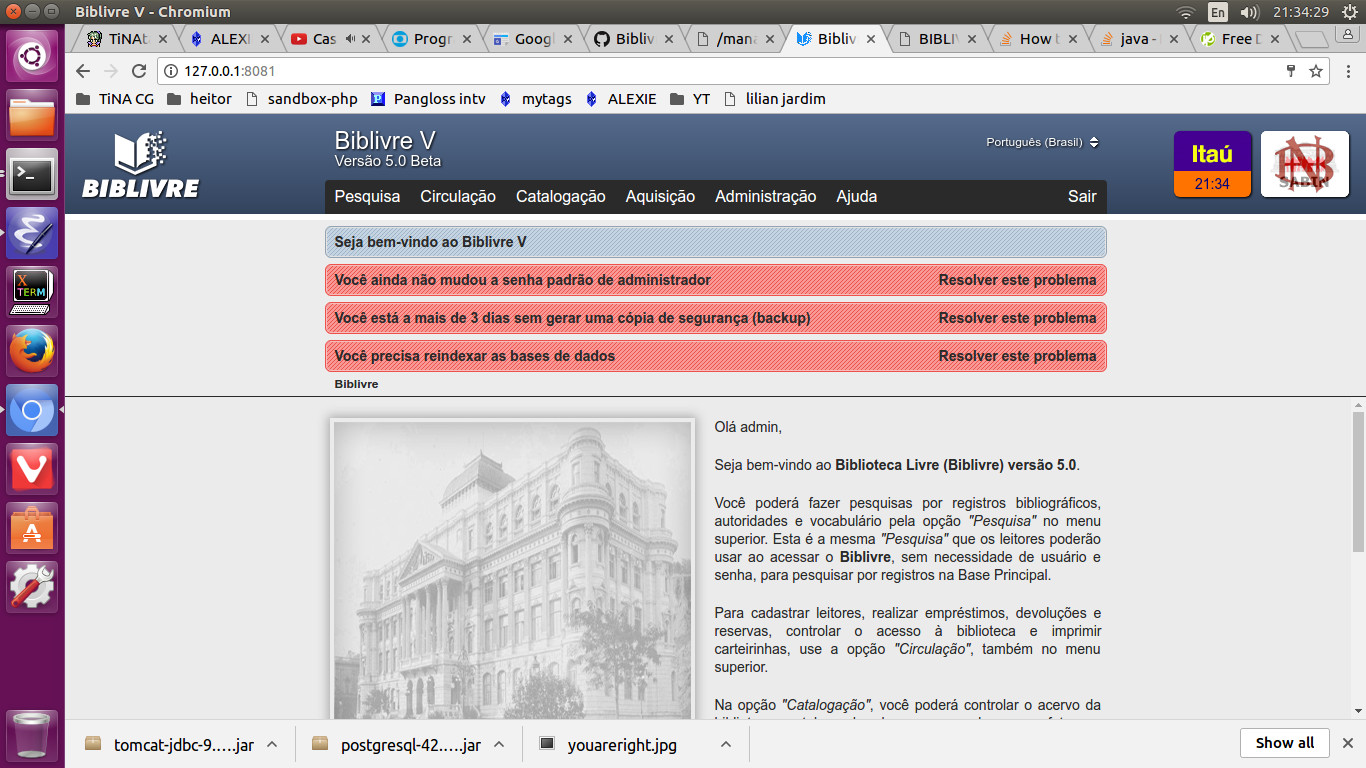 Biblivre V - Chromium
En
21:34:29
TiNAt
ALEXIE
Cas
Progr
Googl
Bibliv
/mana
Bibliv
BIBLIV
How t
java -
Free D
127.0.0.1:8081
TiNA CG
heitor
sandbox-php
Pangloss intv
mytags
ALEXIE
YT
lilian jardim
BIBLIVRE
Biblivre V
Versão 5.0 Beta
Português (Brasil)
Itaú
21:34
BN
SABIN
Pesquisa Circulação Catalogação Aquisição Administração Ajuda Sair
Seja bem-vindo ao Biblivre V
Você ainda não mudou a senha padrão de administrador Resolver este problema
Você está a mais de 3 dias sem gerar uma cópia de segurança (backup) Resolver este problema
Você precisa reindexar as bases de dados Resolver este problema
Biblivre
Olá admin,
Seja bem-vindo ao Biblioteca Livre (Biblivre) versão 5.0.
Você poderá fazer pesquisas por registros bibliográficos,
autoridades e vocabulário pela opção "Pesquisa" no menu
superior. Esta é a mesma "Pesquisa" que os leitores poderão
usar ao acessar o Biblivre, sem necessidade de usuário e
senha, para pesquisar por registros na Base Principal.
Para cadastrar leitores, realizar empréstimos, devoluções e
reservas, controlar o acesso à biblioteca e imprimir
carteirinhas, use a opção "Circulação", também no menu
superior.
Na opção "Catalogação", você poderá controlar o acervo da
X
TERM
tomcat-jdbc-9.….jar
postgresql-42.….jar
youareright.jpg
Show all